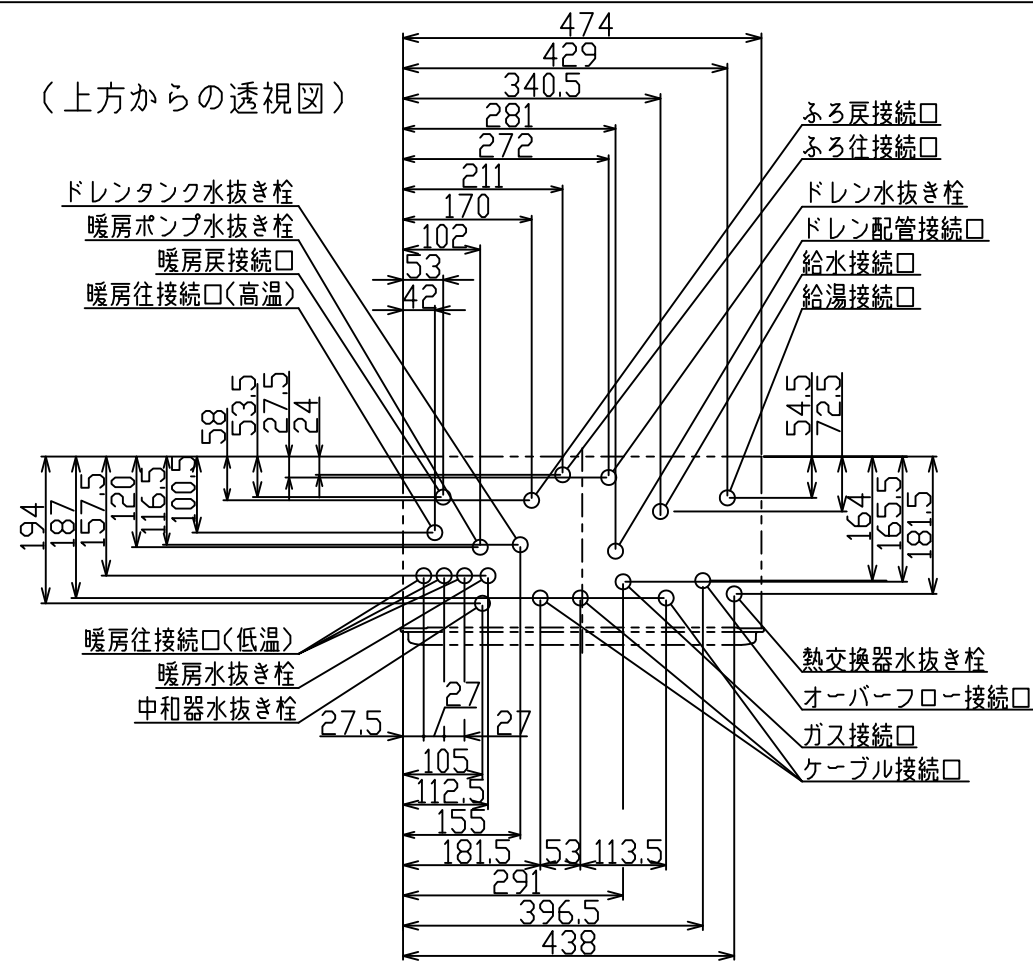 474
429
340.5
281
272
211
170
102
53
42
(上方からの透視図)
ドレンタンク水抜き栓
暖房ポンプ水抜き栓
暖房戻接続口
暖房往接続口(高温)
ふろ戻接続口
ふろ往接続口
ドレン水抜き栓
ドレン配管接続口
給水接続口
給湯接続口
58
53.5
27.5
24
54.5
72.5
194
187
157.5
120
116.5
100.5
164
165.5
181.5
暖房往接続口(低温)
暖房水抜き栓
中和器水抜き栓
熱交換器水抜き栓
オーバーフロー接続口
ガス接続口
ケーブル接続口
27.5
27
27
105
112.5
155
181.5
53
113.5
291
396.5
438